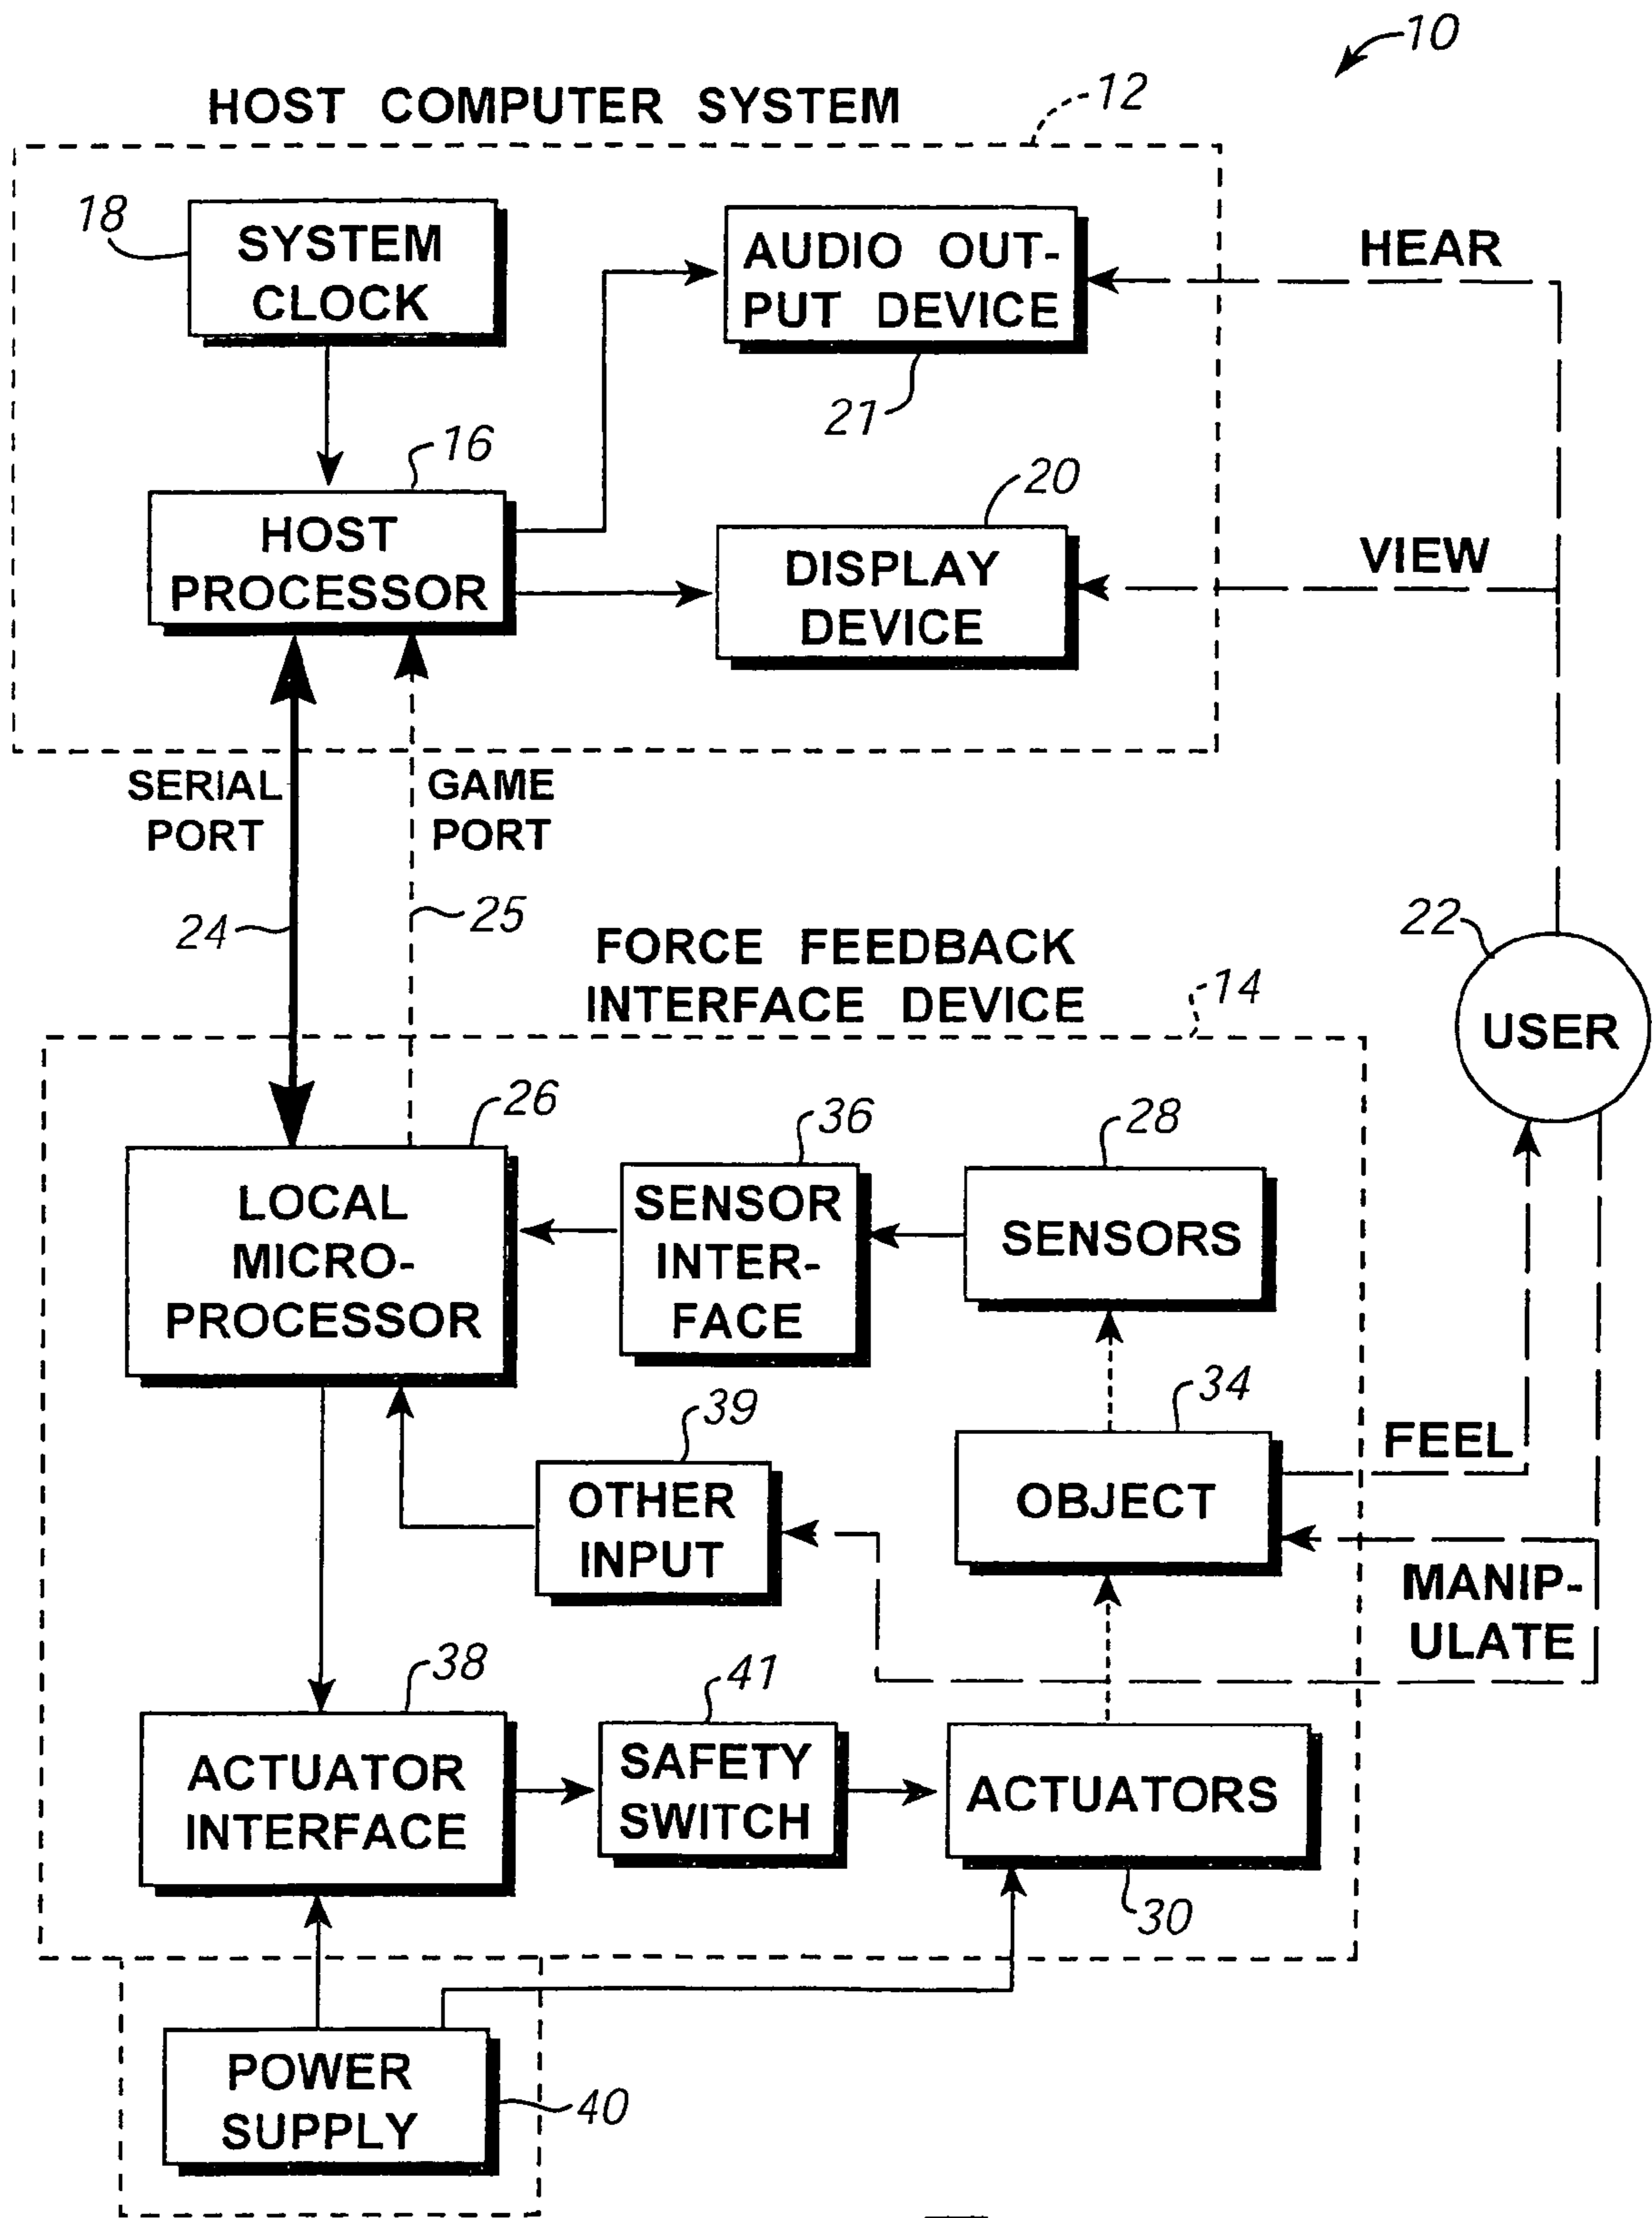 10
HOST COMPUTER SYSTEM
12
18
SYSTEM
CLOCK
AUDIO OUT-
PUT DEVICE
21
HEAR
16
HOST
PROCESSOR
20
DISPLAY
DEVICE
VIEW
SERIAL
PORT
GAME
PORT
24
25
FORCE FEEDBACK
INTERFACE DEVICE
14
22
USER
26
LOCAL
MICRO-
PROCESSOR
36
SENSOR
INTER-
FACE
28
SENSORS
39
OTHER
INPUT
34
OBJECT
FEEL
MANIP-
ULATE
38
ACTUATOR
INTERFACE
41
SAFETY
SWITCH
ACTUATORS
30
POWER
SUPPLY
40